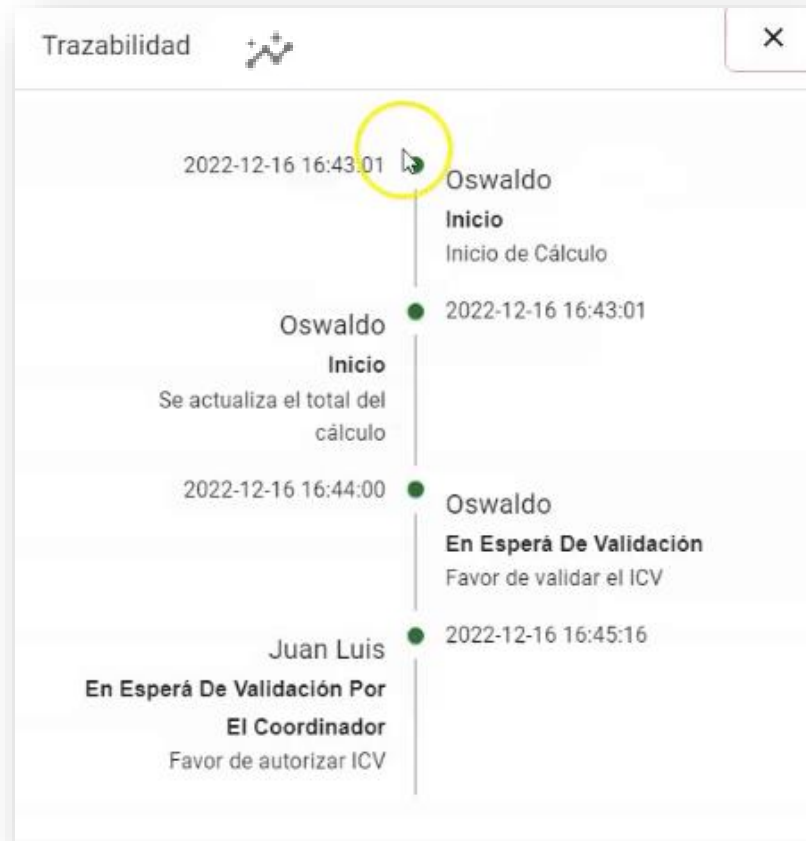 Trazabilidad
2022-12-16 16:43:01
Oswaldo
Inicio
Inicio de Cálculo
2022-12-16 16:43:01
Oswaldo
Inicio
Se actualiza el total del
cálculo
2022-12-16 16:44:00
Oswaldo
En Esperá De Validación
Favor de validar el ICV
2022-12-16 16:45:16
Juan Luis
En Esperá De Validación Por
El Coordinador
Favor de autorizar ICV